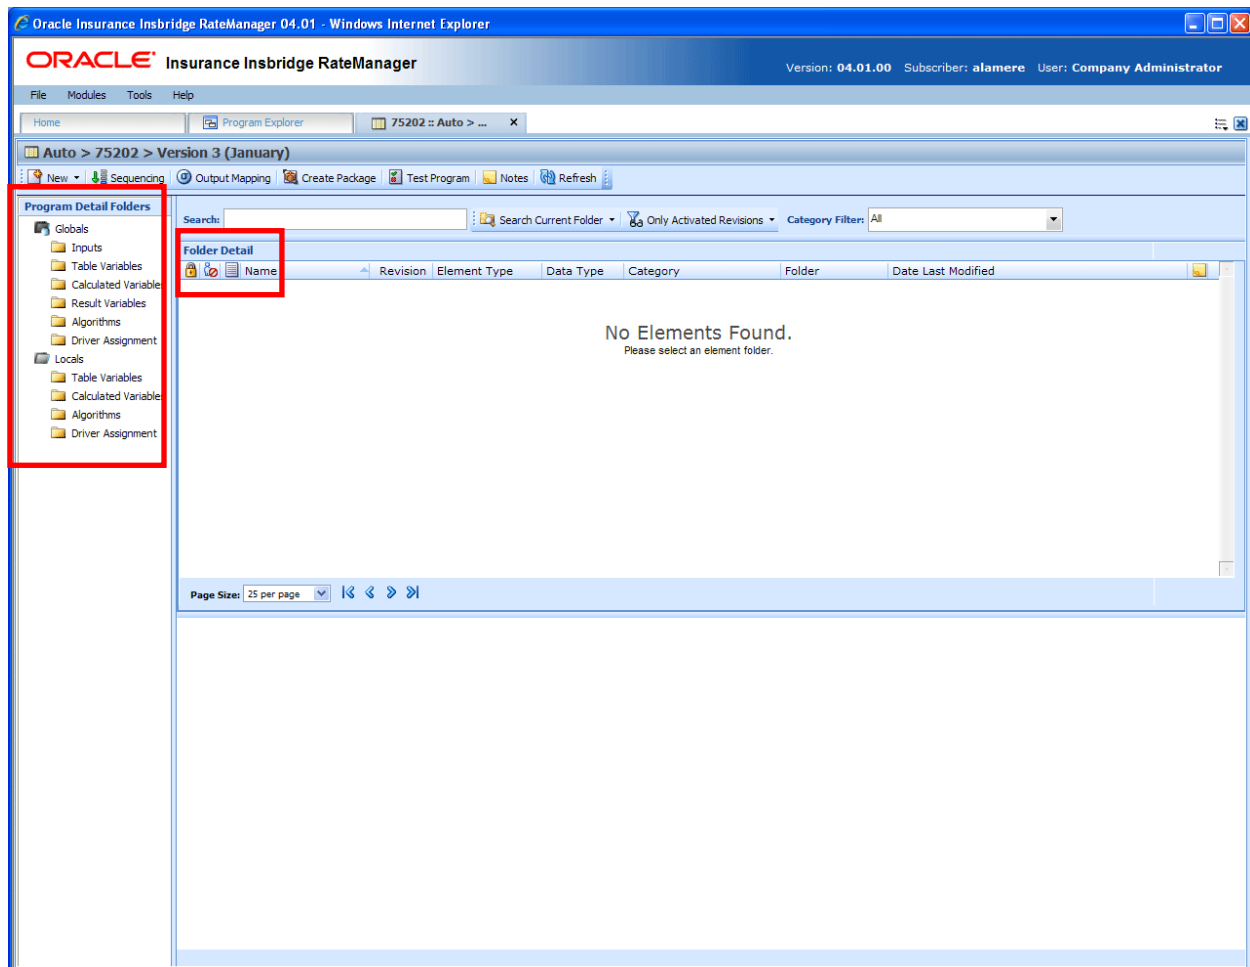 Oracle Insurance Insbridge RateManager 04.01 - Windows Internet Explorer
ORACLE Insurance Insbridge RateManager
Version: 04.01.00 Subscriber: alamere User: Company Administrator
File Modules Tools Help
Home Program Explorer 75202 :: Auto > ... x
Auto > 75202 > Version 3 (January)
New Sequencing Output Mapping Create Package Test Program Notes Refresh
Program Detail Folders
Globals
Inputs
Table Variables
Calculated Variables
Result Variables
Algorithms
Driver Assignment
Locals
Table Variables
Calculated Variables
Algorithms
Driver Assignment
Search: Search Current Folder Only Activated Revisions Category Filter: All
Folder Detail
Name Revision Element Type Data Type Category Folder Date Last Modified
No Elements Found.
Please select an element folder.
Page Size: 25 per page